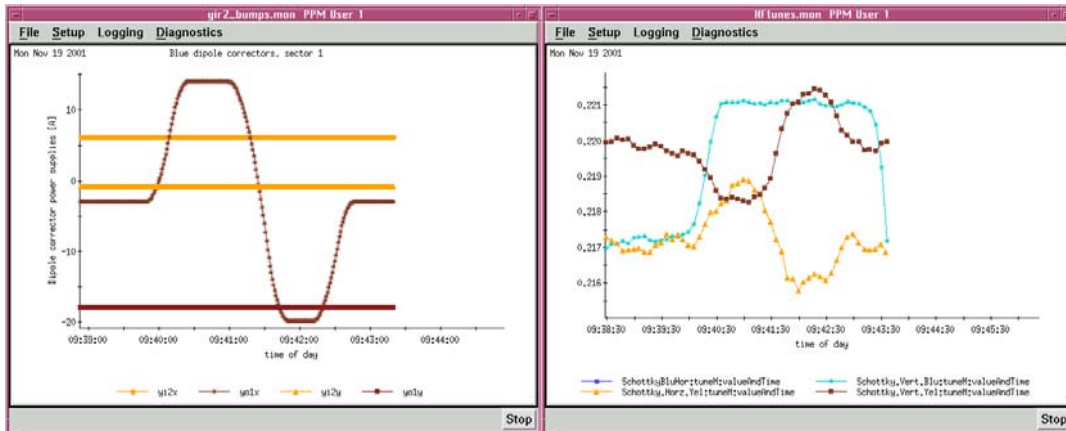 yir2_bumps.mon PPM User 1
File Setup Logging Diagnostics
Mon Nov 19 2001 Blue dipole correctors, sector 1
Dipole corrector power supplies [A]
10
0
-10
-20
09:39:00 09:40:00 09:41:00 09:42:00 09:43:00 09:44:00
time of day
yi2x yo1x yi2y yo1y
Stop
HFtunes.mon PPM User 1
File Setup Logging Diagnostics
Mon Nov 19 2001
0.221
0.220
0.219
0.218
0.217
0.216
09:38:30 09:39:30 09:40:30 09:41:30 09:42:30 09:43:30 09:44:30 09:45:30
time of day
SchottkyBluHor:tuneM:valueAndTime Schottky.Vert.Blu:tuneM:valueAndTime
Schottky.Horz.Yel:tuneM:valueAndTime Schottky.Vert.Yel:tuneM:valueAndTime
Stop